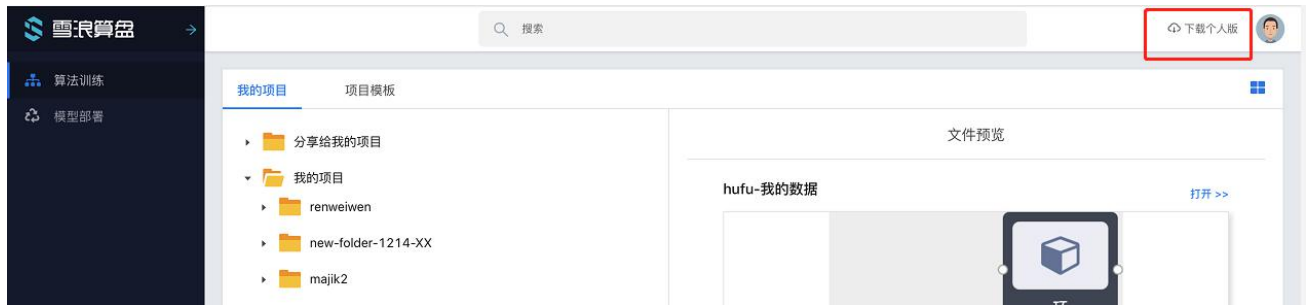 雪浪算盘
搜索
下载个人版
算法训练
模型部署
我的项目
项目模板
分享给我的项目
我的项目
renweiwen
new-folder-1214-XX
majik2
文件预览
hufu-我的数据
打开 >>